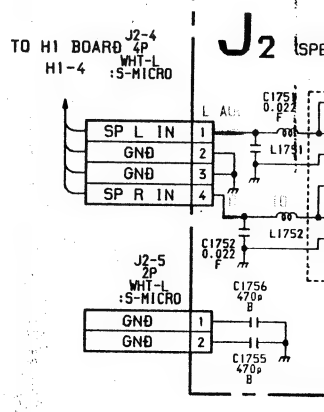 J2-4
TO H1 BOARD 4P
H1-4 WHT-L
:S-MICRO
J2
SP L IN 1
GND 2
GND 3
SP R IN 4
L
C1751
0.022
F
L1751
L1752
C1752
0.022
F
J2-5
2P
WHT-L
:S-MICRO
GND 1
GND 2
C1756
470p
B
C1755
470p
B